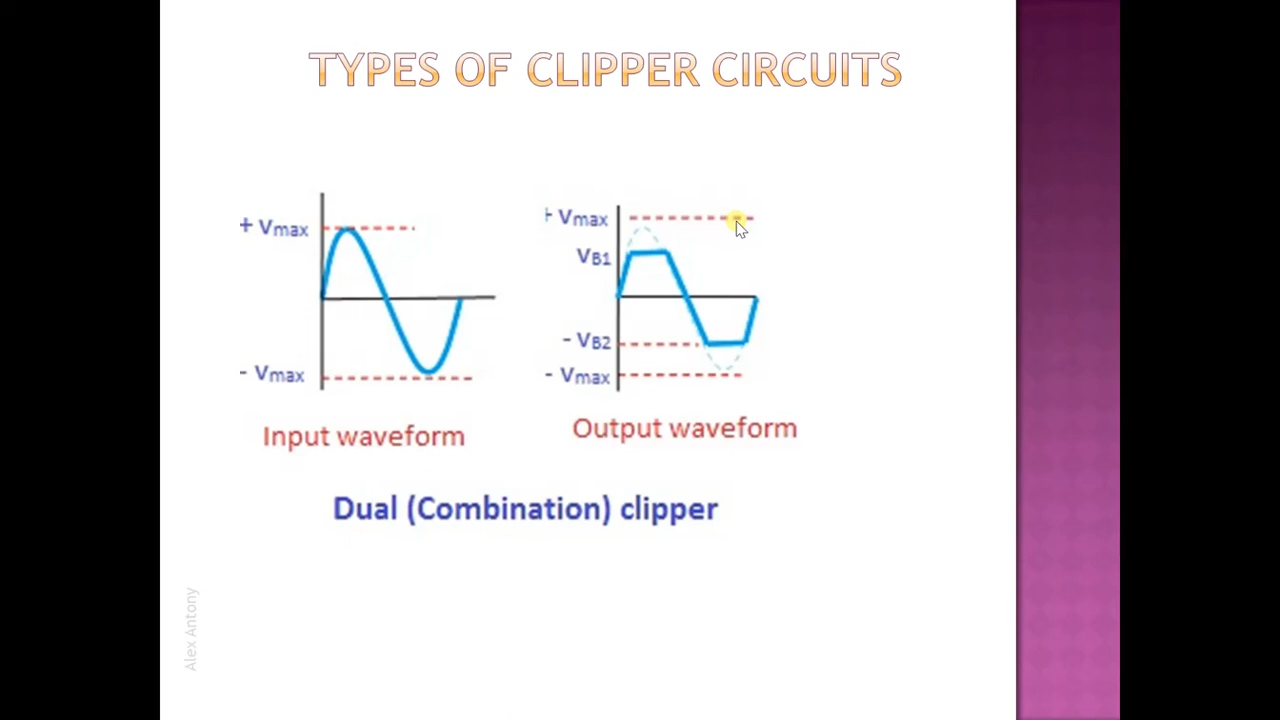 TYPES OF CLIPPER CIRCUITS
+ Vmax
- Vmax
Input waveform
+ Vmax
VB1
- VB2
- Vmax
Output waveform
Dual (Combination) clipper
Alex Antony